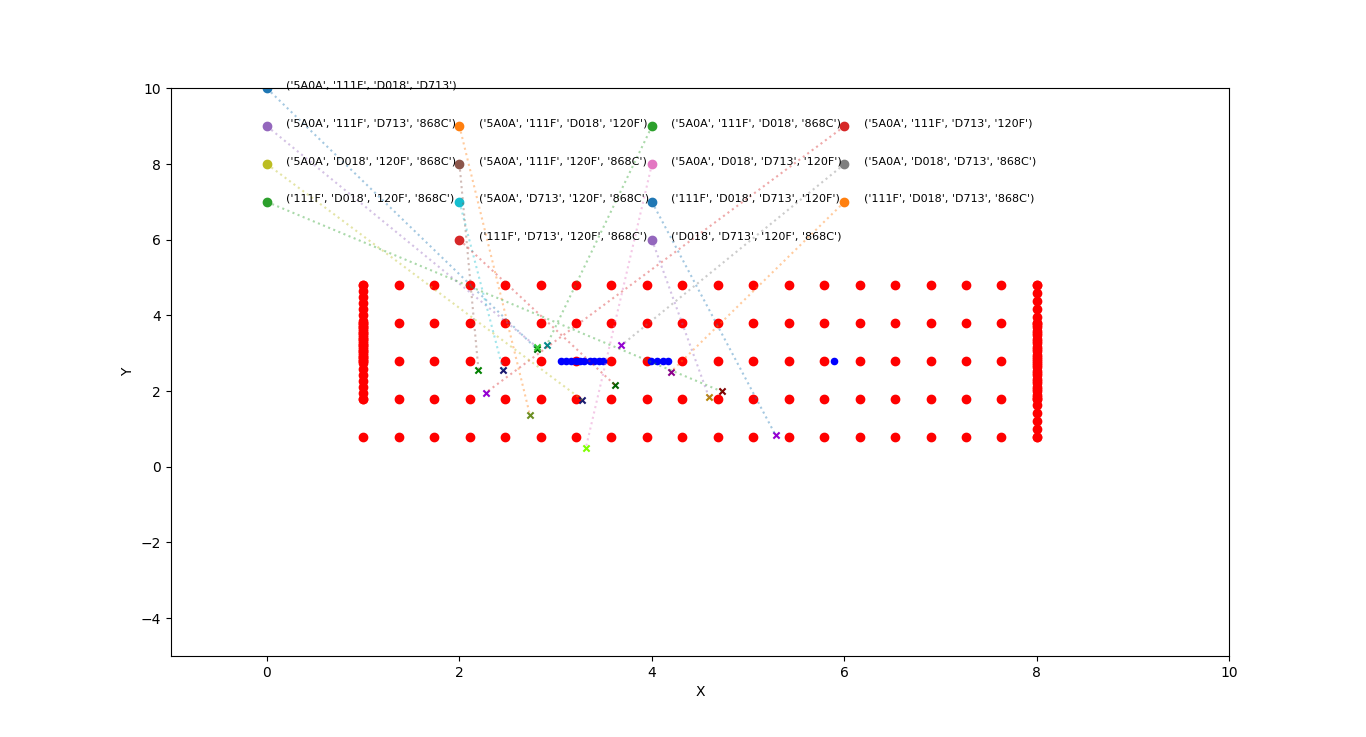 10
('5A0A', '111F', 'D018', 'D713')
('5A0A', '111F', 'D713', '868C') ('5A0A', '111F', 'D018', '120F') ('5A0A', '111F', 'D018', '868C') ('5A0A', '111F', 'D713', '120F')
8
('5A0A', 'D018', '120F', '868C') ('5A0A', '111F', '120F', '868C') ('5A0A', 'D018', 'D713', '120F') ('5A0A', 'D018', 'D713', '868C')
('111F', 'D018', '120F', '868C') ('5A0A', 'D713', '120F', '868C') ('111F', 'D018', 'D713', '120F') ('111F', 'D018', 'D713', '868C')
6
('111F', 'D713', '120F', '868C') ('D018', 'D713', '120F', '868C')
4
Y
2
0
−2
−4
0 2 4 6 8 10
X